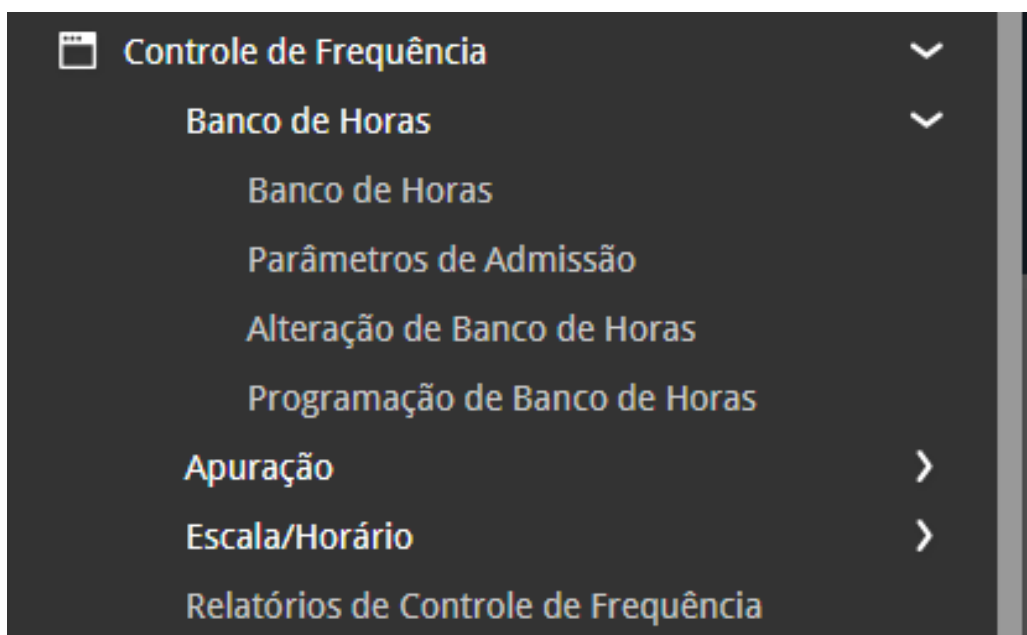 Controle de Frequência
Banco de Horas
Banco de Horas
Parâmetros de Admissão
Alteração de Banco de Horas
Programação de Banco de Horas
Apuração
Escala/Horário
Relatórios de Controle de Frequência